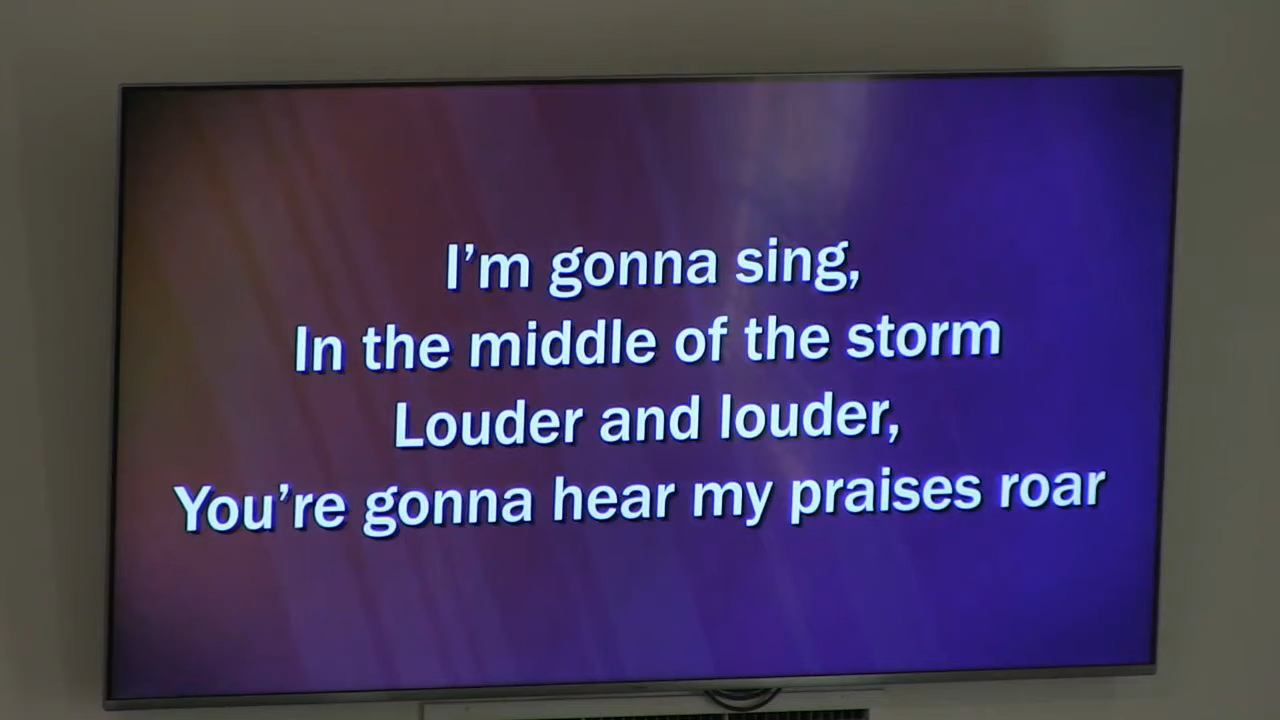 I'm gonna sing,
In the middle of the storm
Louder and louder,
You're gonna hear my praises roar